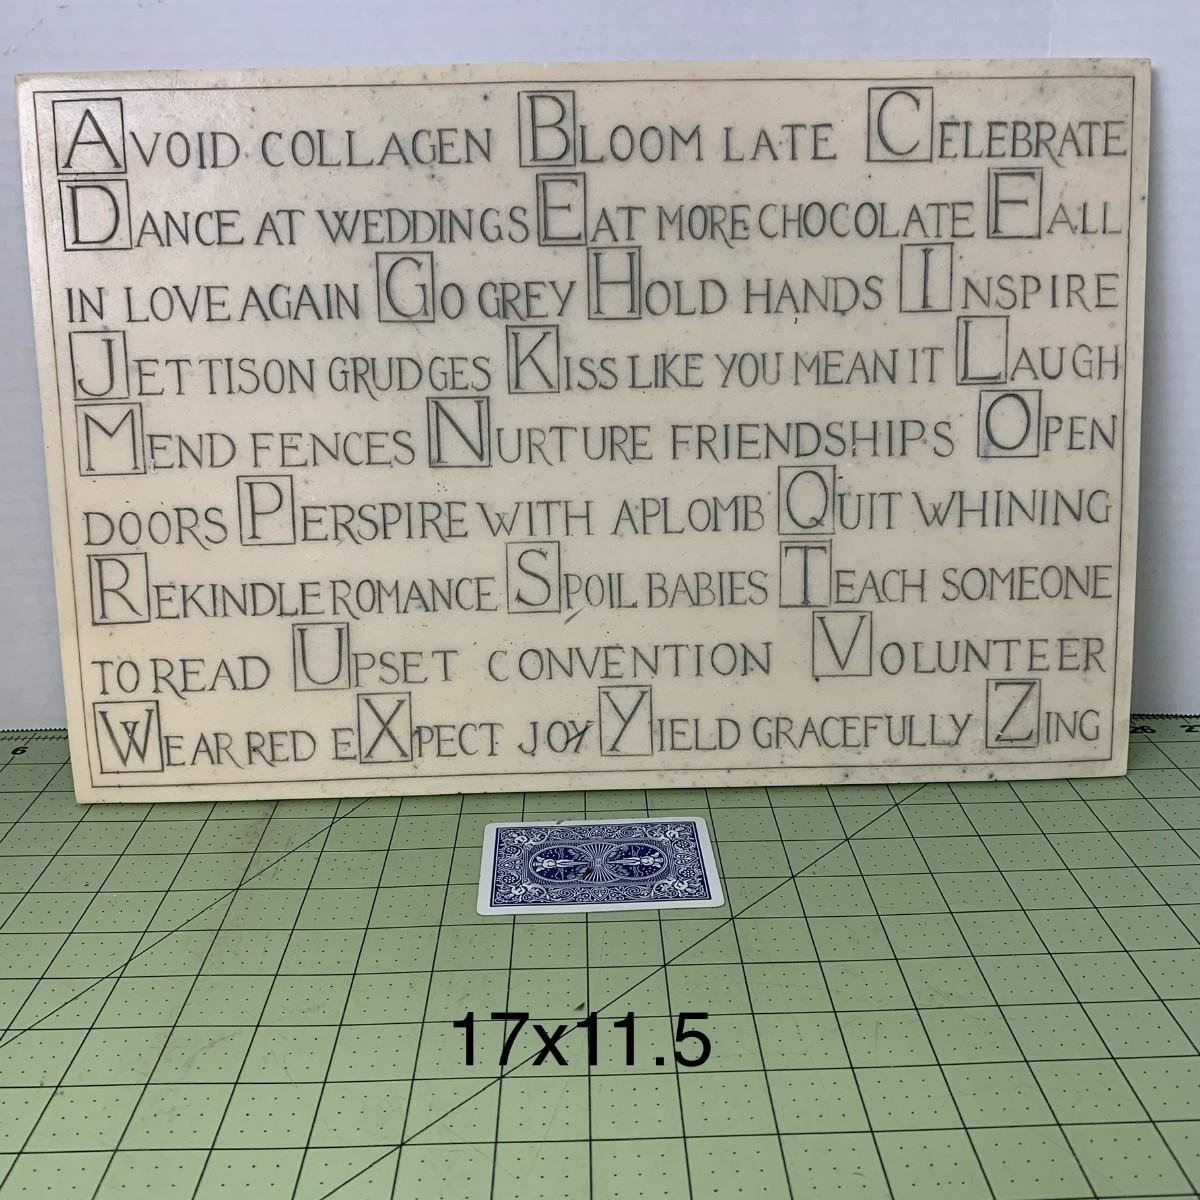 AVOID COLLAGEN BLOOM LATE CELEBRATE
DANCE AT WEDDINGS EAT MORE CHOCOLATE FALL
IN LOVE AGAIN GO GREY HOLD HANDS INSPIRE
JETTISON GRUDGES KISS LIKE YOU MEAN IT LAUGH
MEND FENCES NURTURE FRIENDSHIPS OPEN
DOORS PERSPIRE WITH APLOMB QUIT WHINING
REKINDLE ROMANCE SPOIL BABIES TEACH SOMEONE
TO READ UPSET CONVENTION VOLUNTEER
WEAR RED EXPECT JOY YIELD GRACEFULLY ZING
6
17x11.5